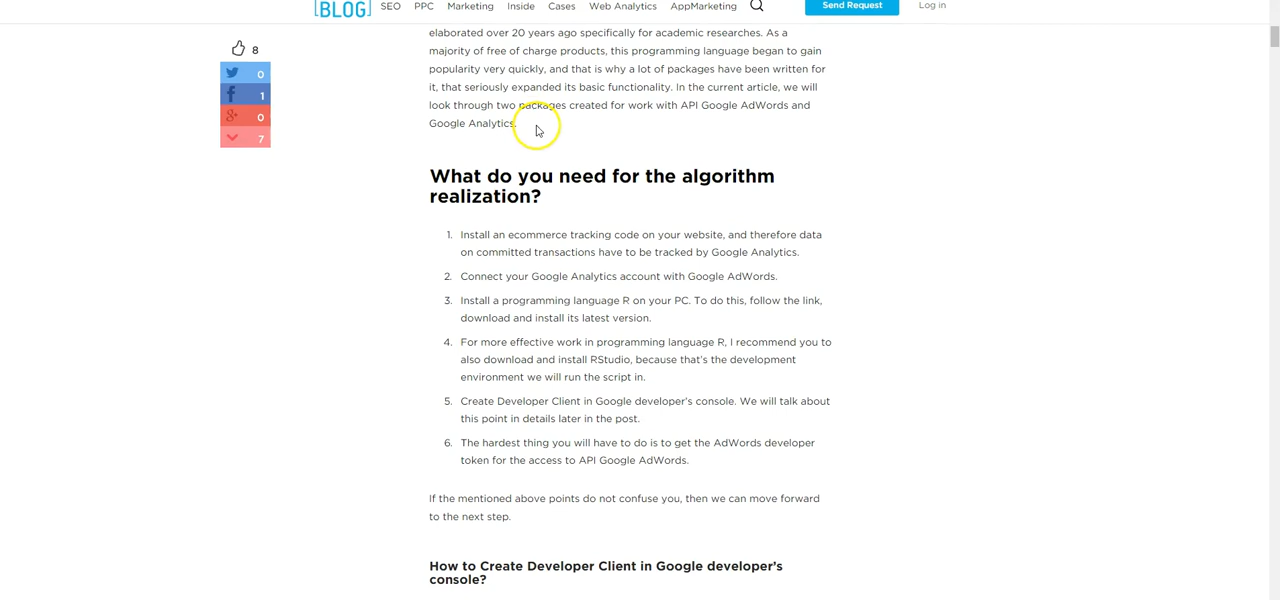 [BLOG] SEO PPC Marketing Inside Cases Web Analytics AppMarketing Send Request Log in
8
0
1
0
7
elaborated over 20 years ago specifically for academic researches. As a
majority of free of charge products, this programming language began to gain
popularity very quickly, and that is why a lot of packages have been written for
it, that seriously expanded its basic functionality. In the current article, we will
look through two packages created for work with API Google AdWords and
Google Analytics.
What do you need for the algorithm
realization?
1. Install an ecommerce tracking code on your website, and therefore data
on committed transactions have to be tracked by Google Analytics.
2. Connect your Google Analytics account with Google AdWords.
3. Install a programming language R on your PC. To do this, follow the link,
download and install its latest version.
4. For more effective work in programming language R, I recommend you to
also download and install RStudio, because that's the development
environment we will run the script in.
5. Create Developer Client in Google developer's console. We will talk about
this point in details later in the post.
6. The hardest thing you will have to do is to get the AdWords developer
token for the access to API Google AdWords.
If the mentioned above points do not confuse you, then we can move forward
to the next step.
How to Create Developer Client in Google developer's
console?